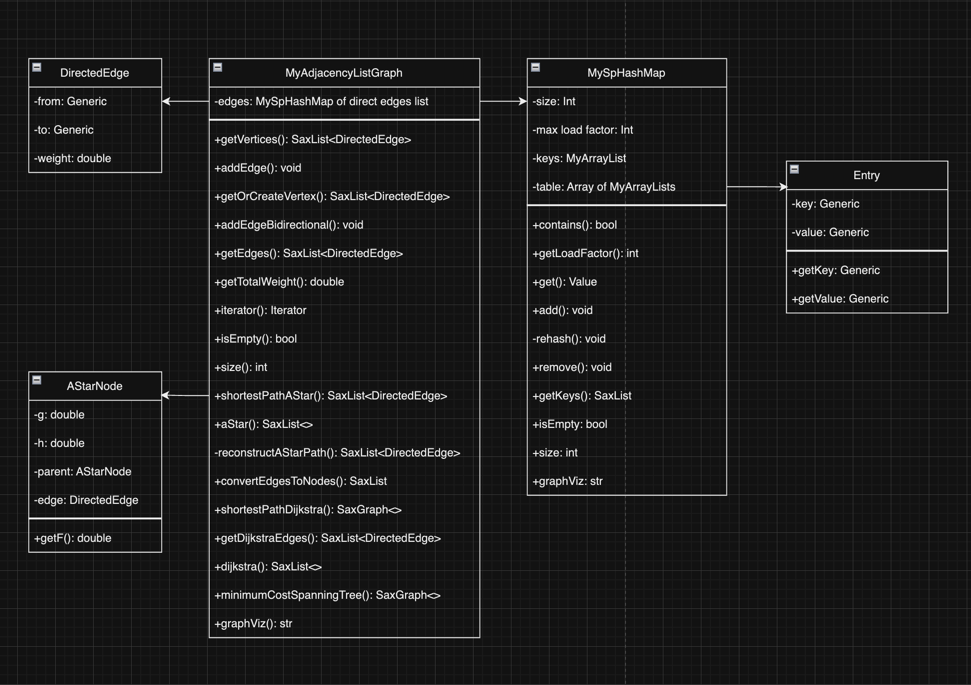 DirectedEdge
-from: Generic
-to: Generic
-weight: double
MyAdjacencyListGraph
-edges: MySpHashMap of direct edges list
+getVertices(): SaxList<DirectedEdge>
+addEdge(): void
+getOrCreateVertex(): SaxList<DirectedEdge>
+addEdgeBidirectional(): void
+getEdges(): SaxList<DirectedEdge>
+getTotalWeight(): double
+iterator(): Iterator
+isEmpty(): bool
+size(): int
+shortestPathAStar(): SaxList<DirectedEdge>
+aStar(): SaxList<>
-reconstructAStarPath(): SaxList<DirectedEdge>
+convertEdgesToNodes(): SaxList
+shortestPathDijkstra(): SaxGraph<>
+getDijkstraEdges(): SaxList<DirectedEdge>
+dijkstra(): SaxList<>
+minimumCostSpanningTree(): SaxGraph<>
+graphViz(): str
MySpHashMap
-size: Int
-max load factor: Int
-keys: MyArrayList
-table: Array of MyArrayLists
+contains(): bool
+getLoadFactor(): int
+get(): Value
+add(): void
-rehash(): void
+remove(): void
+getKeys(): SaxList
+isEmpty: bool
+size: int
+graphViz: str
Entry
-key: Generic
-value: Generic
+getKey: Generic
+getValue: Generic
AStarNode
-g: double
-h: double
-parent: AStarNode
-edge: DirectedEdge
+getF(): double